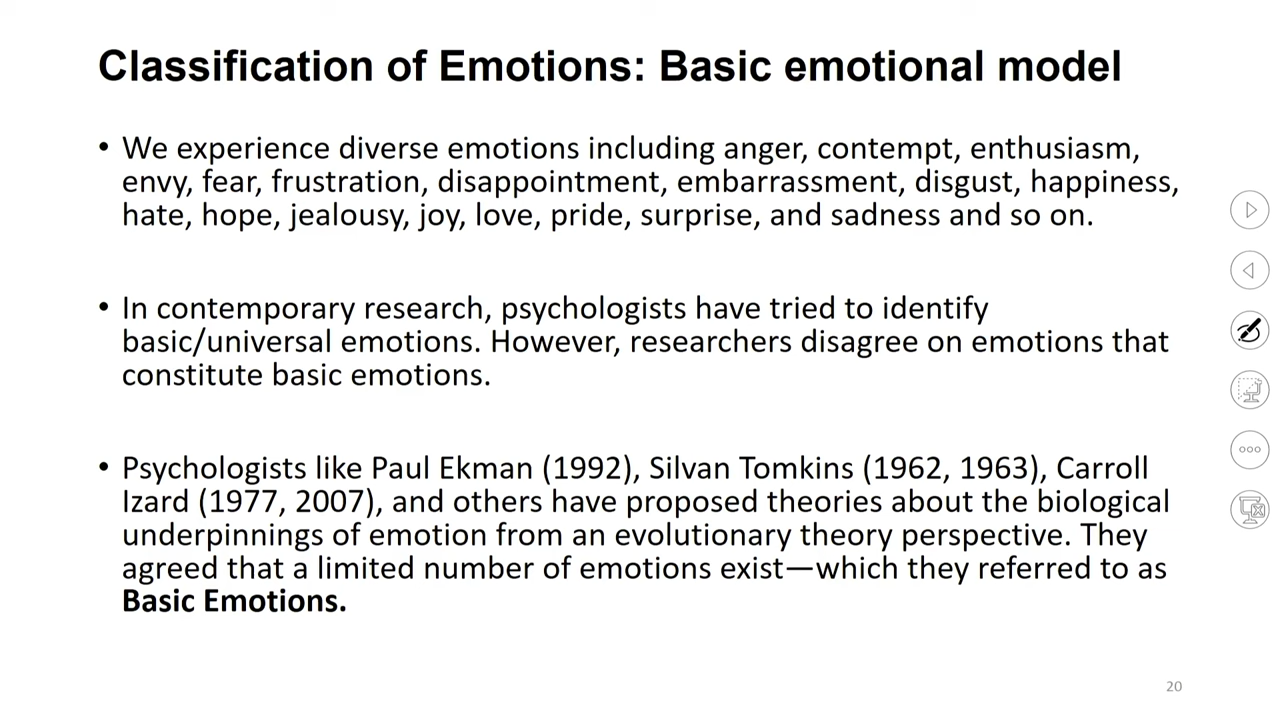 Classification of Emotions: Basic emotional model
• We experience diverse emotions including anger, contempt, enthusiasm,
envy, fear, frustration, disappointment, embarrassment, disgust, happiness,
hate, hope, jealousy, joy, love, pride, surprise, and sadness and so on.
• In contemporary research, psychologists have tried to identify
basic/universal emotions. However, researchers disagree on emotions that
constitute basic emotions.
• Psychologists like Paul Ekman (1992), Silvan Tomkins (1962, 1963), Carroll
Izard (1977, 2007), and others have proposed theories about the biological
underpinnings of emotion from an evolutionary theory perspective. They
agreed that a limited number of emotions exist—which they referred to as
Basic Emotions.
20